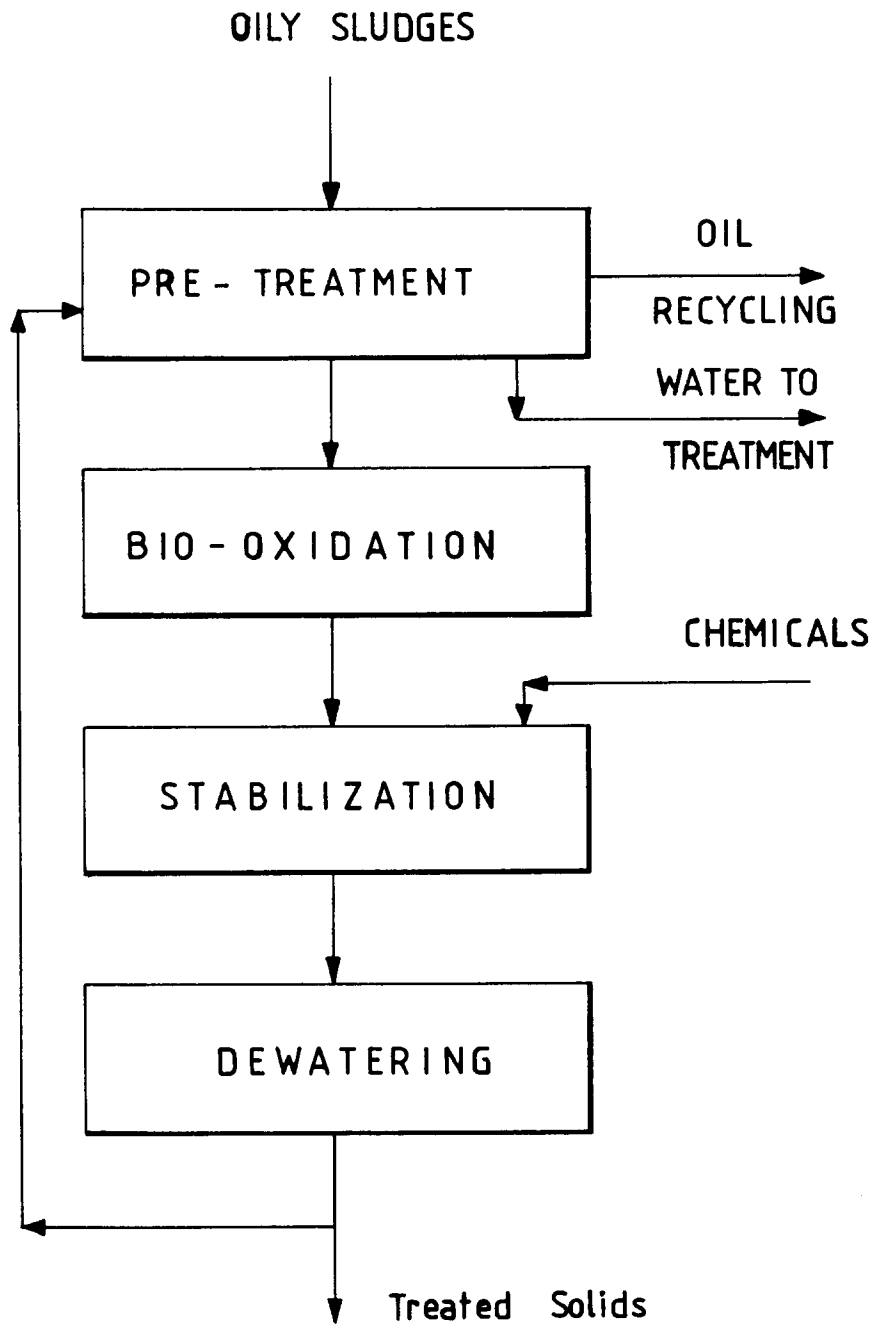 OILY SLUDGES
PRE - TREATMENT
OIL
RECYCLING
WATER TO
TREATMENT
BIO - OXIDATION
CHEMICALS
STABILIZATION
DEWATERING
Treated Solids